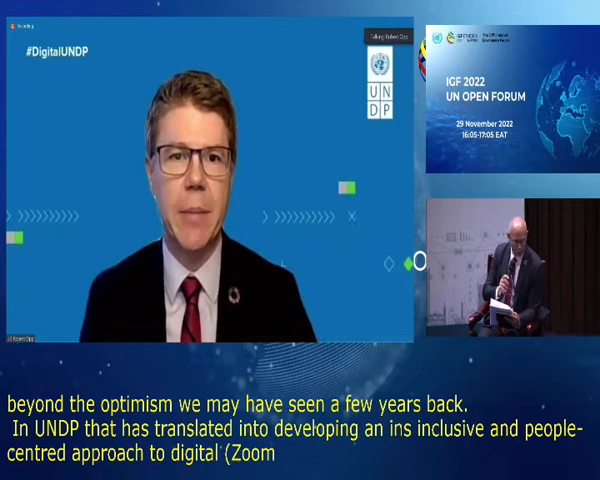 Recording
Talking: Robert Opp
#DigitalUNDP
U N
D P
IGF 2022
UN OPEN FORUM
29 November 2022
16:05-17:05 EAT
Robert Opp
beyond the optimism we may have seen a few years back.
In UNDP that has translated into developing an ins inclusive and people-
centred approach to digital (Zoom